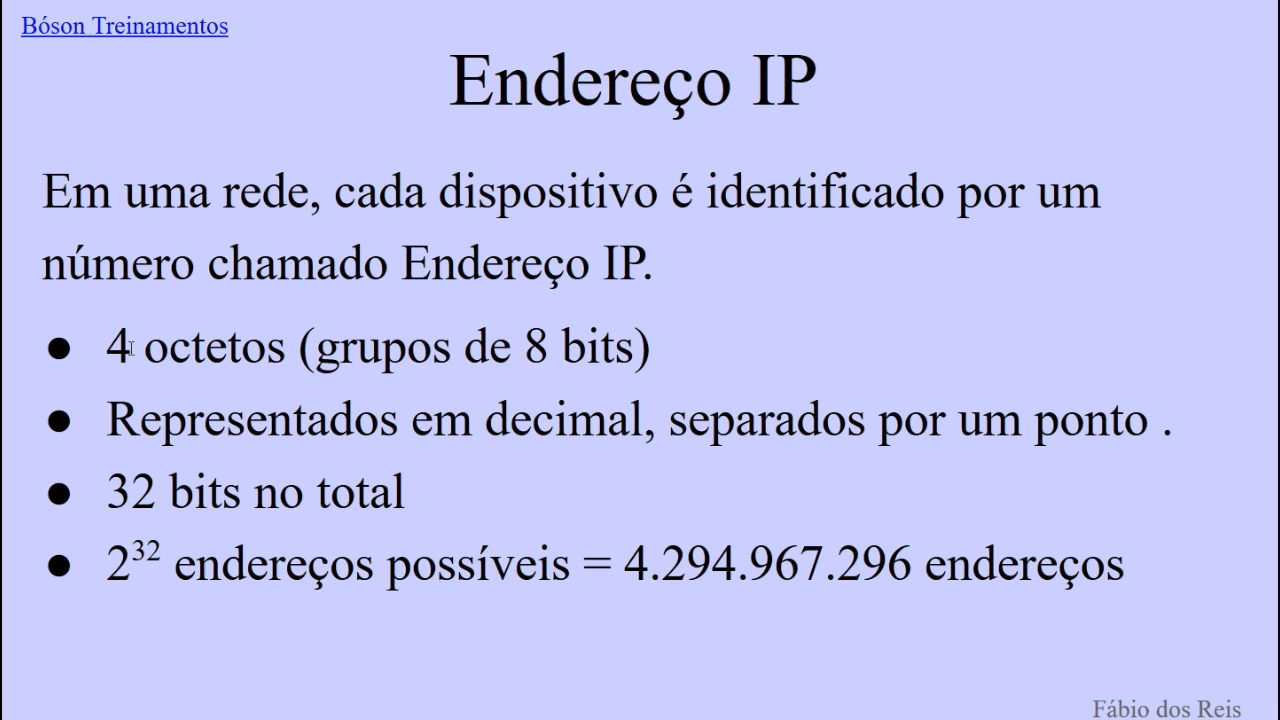 Bóson Treinamentos
Endereço IP
Em uma rede, cada dispositivo é identificado por um
número chamado Endereço IP.
● 4 octetos (grupos de 8 bits)
● Representados em decimal, separados por um ponto .
● 32 bits no total
● 2³² endereços possíveis = 4.294.967.296 endereços
Fábio dos Reis